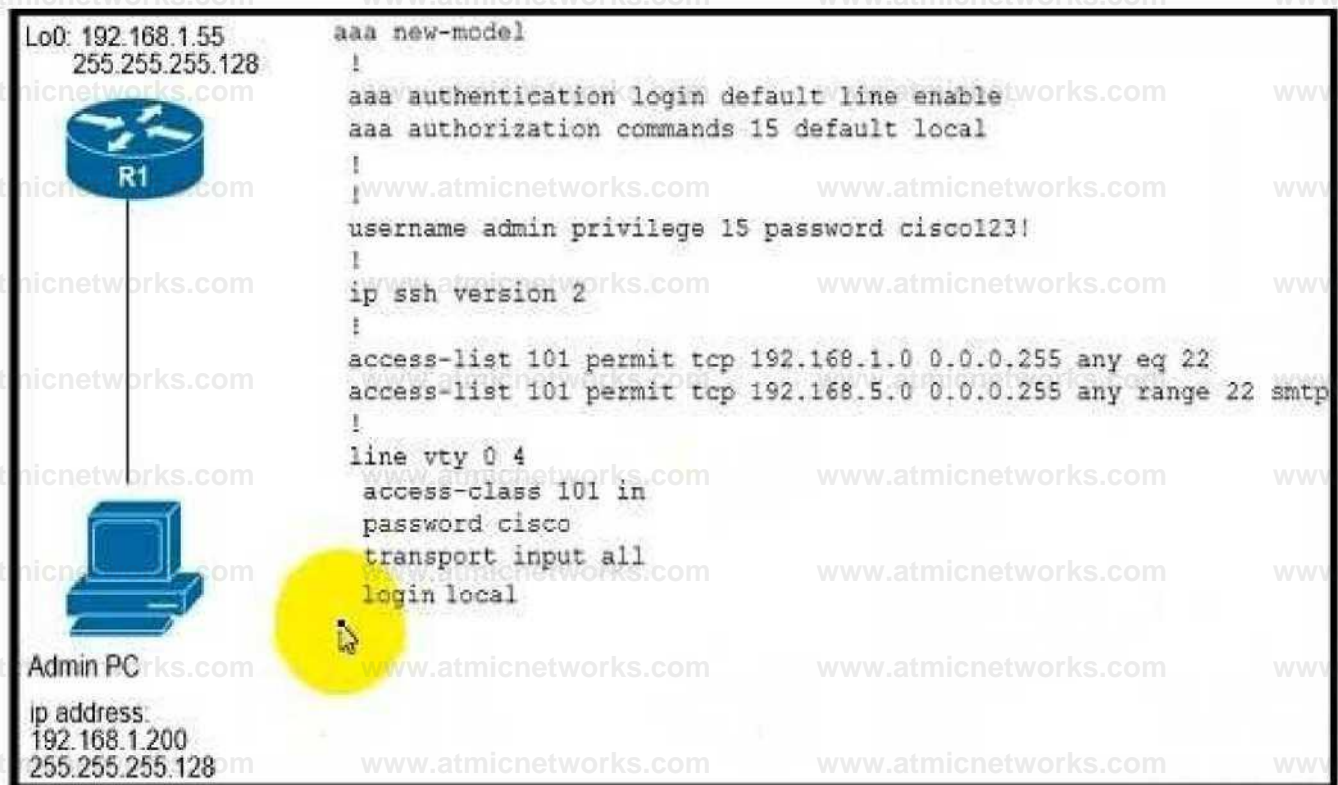 Lo0: 192.168.1.55
255.255.255.128
R1
Admin PC
ip address:
192.168.1.200
255.255.255.128
aaa new-model
!
aaa authentication login default line enable
aaa authorization commands 15 default local
!
!
username admin privilege 15 password cisco123!
!
ip ssh version 2
!
access-list 101 permit tcp 192.168.1.0 0.0.0.255 any eq 22
access-list 101 permit tcp 192.168.5.0 0.0.0.255 any range 22 smtp
!
line vty 0 4
access-class 101 in
password cisco
transport input all
login local
www.atmicnetworks.com